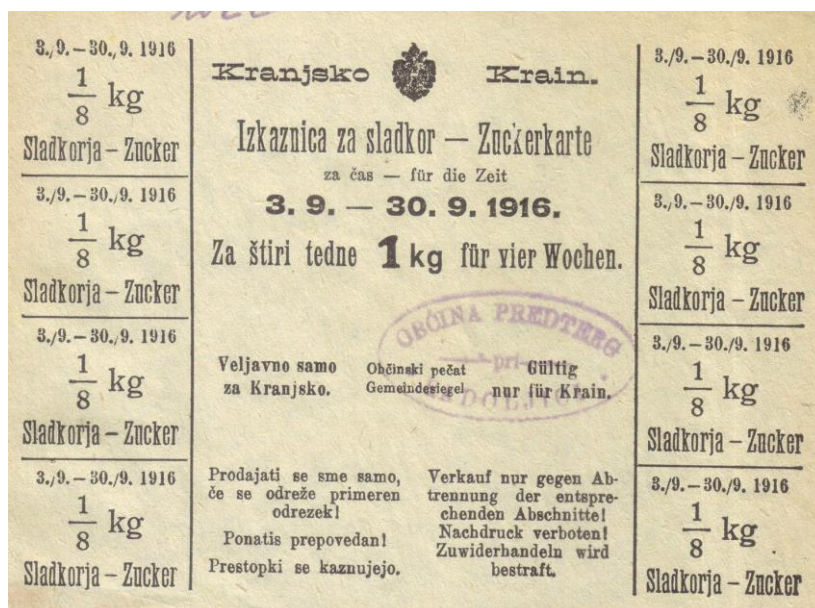 3./9. – 30./9. 1916
1/8 kg
Sladkorja – Zucker
3./9. – 30./9. 1916
1/8 kg
Sladkorja – Zucker
3./9. – 30./9. 1916
1/8 kg
Sladkorja – Zucker
3./9. – 30./9. 1916
1/8 kg
Sladkorja – Zucker
Kranjsko Krain.
Izkaznica za sladkor — Zuckerkarte
za čas — für die Zeit
3. 9. — 30. 9. 1916.
Za štiri tedne 1 kg für vier Wochen.
OBČINA PREDTERG
pri
Veljavno samo
za Kranjsko.
Občinski pečat
Gemeindesiegel
Gültig
nur für Krain.
Prodajati se sme samo,
če se odreže primeren
odrezek!
Ponatis prepovedan!
Prestopki se kaznujejo.
Verkauf nur gegen Ab-
trennung der entspre-
chenden Abschnitte!
Nachdruck verboten!
Zuwiderhandeln wird
bestraft.
3./9. – 30./9. 1916
1/8 kg
Sladkorja – Zucker
3./9. – 30./9. 1916
1/8 kg
Sladkorja – Zucker
3./9. – 30./9. 1916
1/8 kg
Sladkorja – Zucker
3./9. – 30./9. 1916
1/8 kg
Sladkorja – Zucker